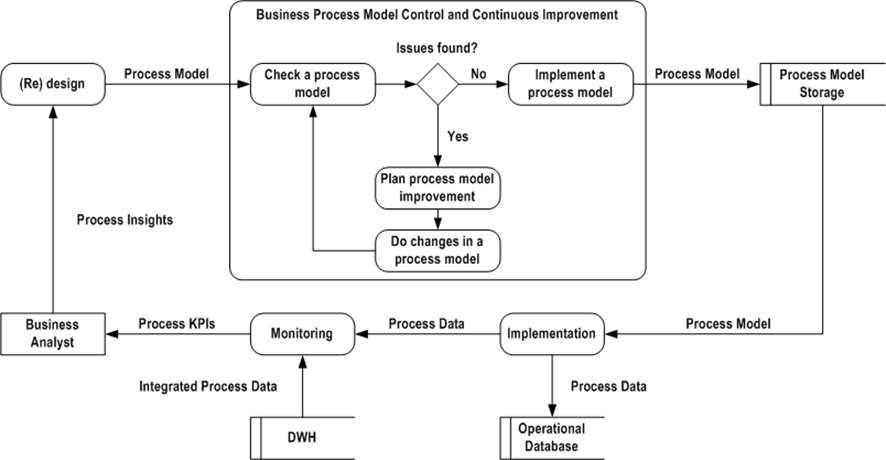 Business Process Model Control and Continuous Improvement
Issues found?
(Re) design
Process Model
Check a process
model
No
Implement a
process model
Process Model
Process Model
Storage
Yes
Plan process model
improvement
Process Insights
Do changes in a
process model
Business
Analyst
Process KPIs
Monitoring
Process Data
Implementation
Process Model
Integrated Process Data
Process Data
DWH
Operational
Database